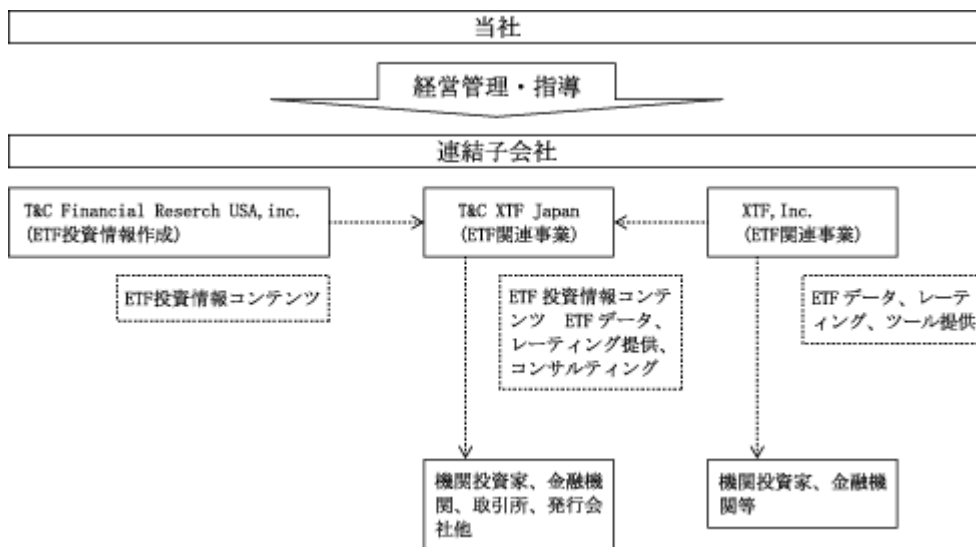 当社
経営管理・指導
連結子会社
T&C Financial Reserch USA,inc.
(ETF投資情報作成)
T&C XTF Japan
(ETF関連事業)
XTF,Inc.
(ETF関連事業)
ETF投資情報コンテンツ
ETF 投資情報コンテ
ンツ ETF データ、
レーティング提供、
コンサルティング
ETF データ、レーテ
ィング、ツール提供
機関投資家、金融機
関、取引所、発行会
社他
機関投資家、金融機
関等